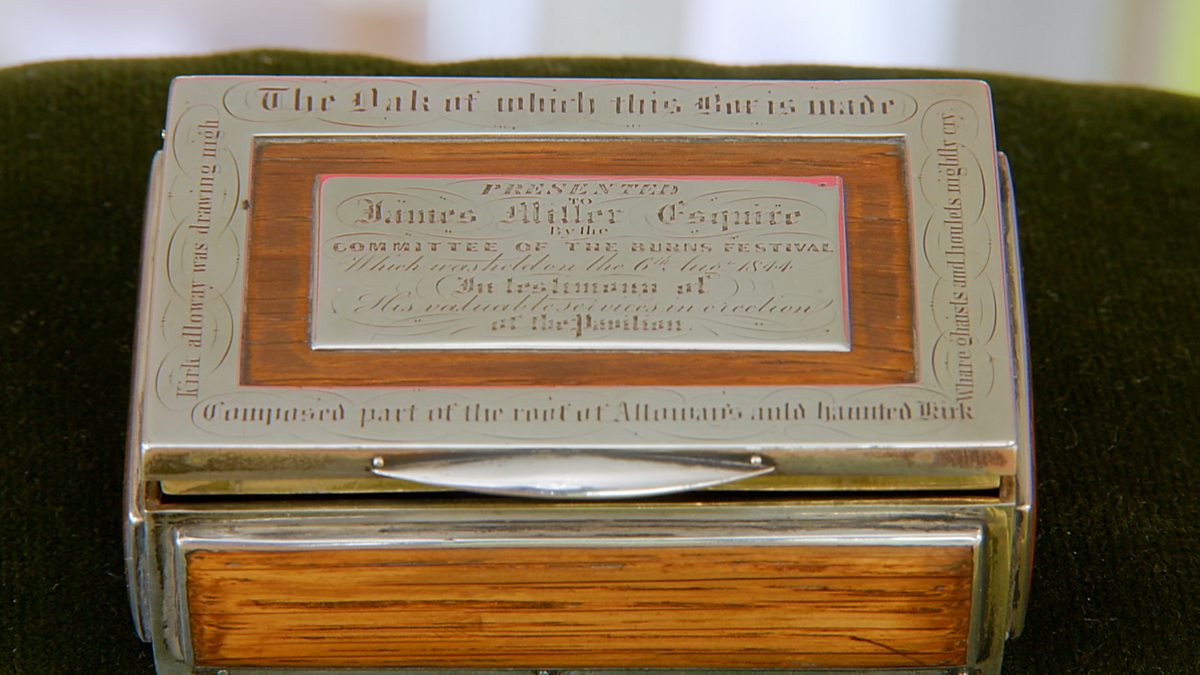 The Oak of which this Box is made
Kirk alloway was drawing nigh
Whare ghaists and houlets nightly cry.
PRESENTED
TO
James Miller Esquire
By the
COMMITTEE OF THE BURNS FESTIVAL
Which was held on the 6th. Augt. 1844
In testimony of
His valuable services in erection
of the Pavilion.
Composed part of the roof of Alloway's auld haunted Kirk